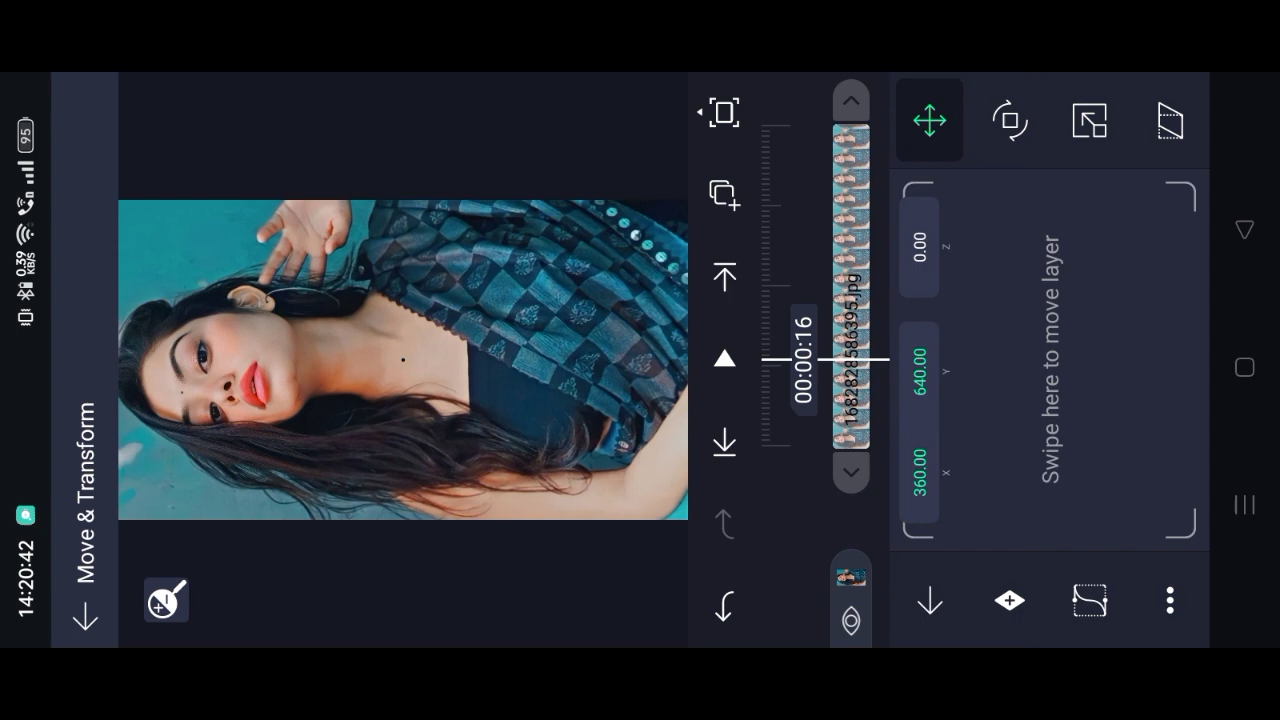 14:20:42
0.39
KB/S
95
Move & Transform
00:00:16
1682828586395.jpg
360.00
640.00
0.00
X
Y
Z
Swipe here to move layer